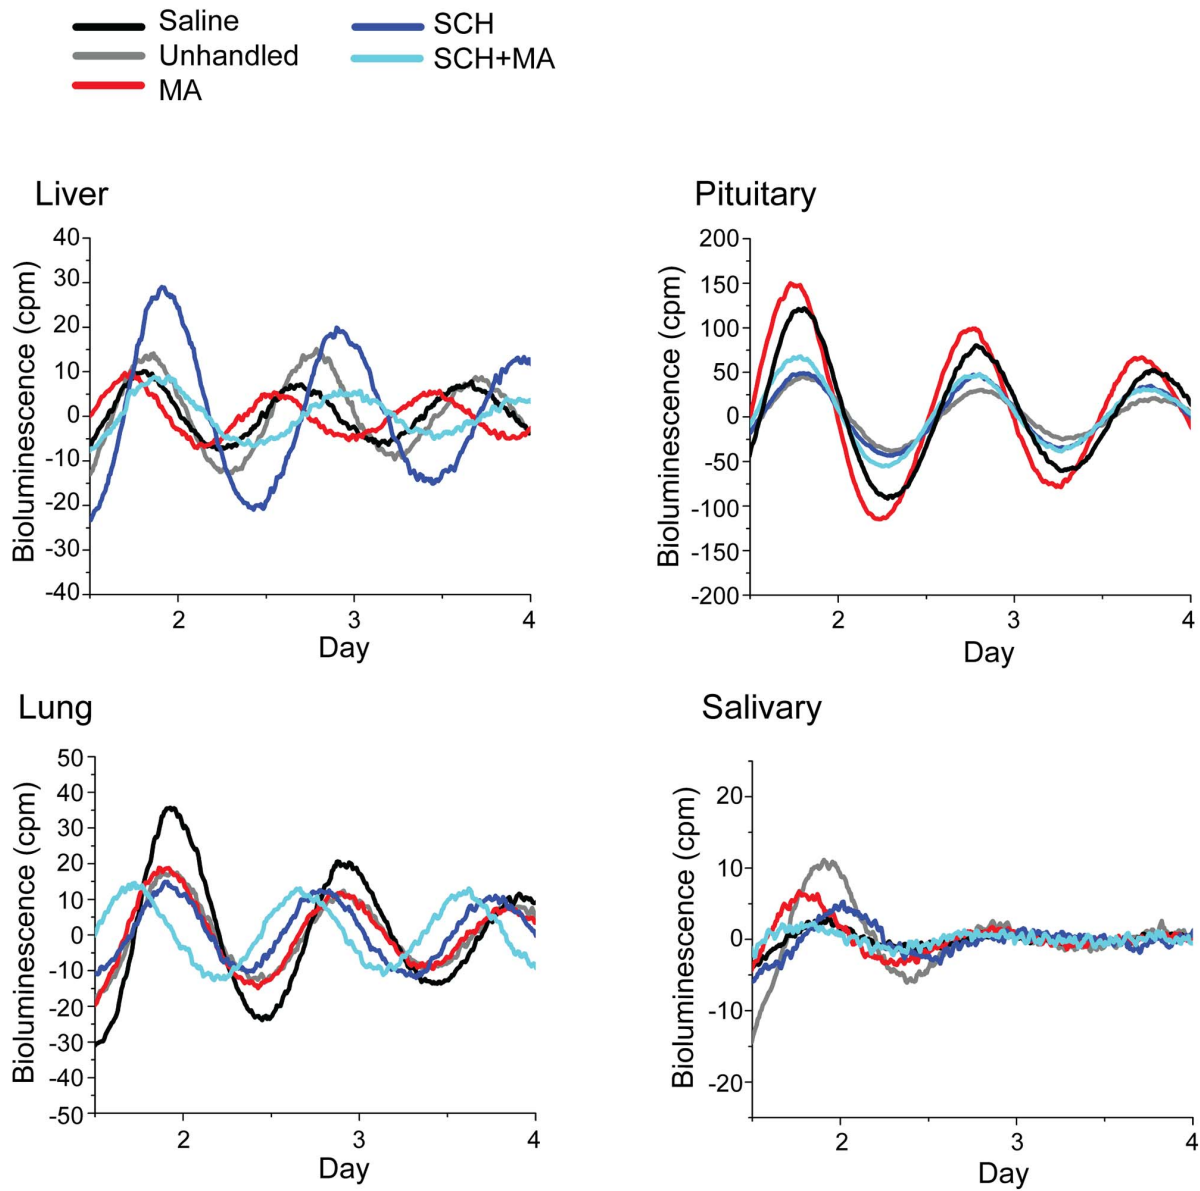 Saline
Unhandled
MA
SCH
SCH+MA
Liver
Bioluminescence (cpm)
40
30
20
10
0
-10
-20
-30
-40
2
3
4
Day
Pituitary
Bioluminescence (cpm)
200
150
100
50
0
-50
-100
-150
-200
2
3
4
Day
Lung
Bioluminescence (cpm)
50
40
30
20
10
0
-10
-20
-30
-40
-50
2
3
4
Day
Salivary
Bioluminescence (cpm)
20
10
0
-10
-20
2
3
4
Day